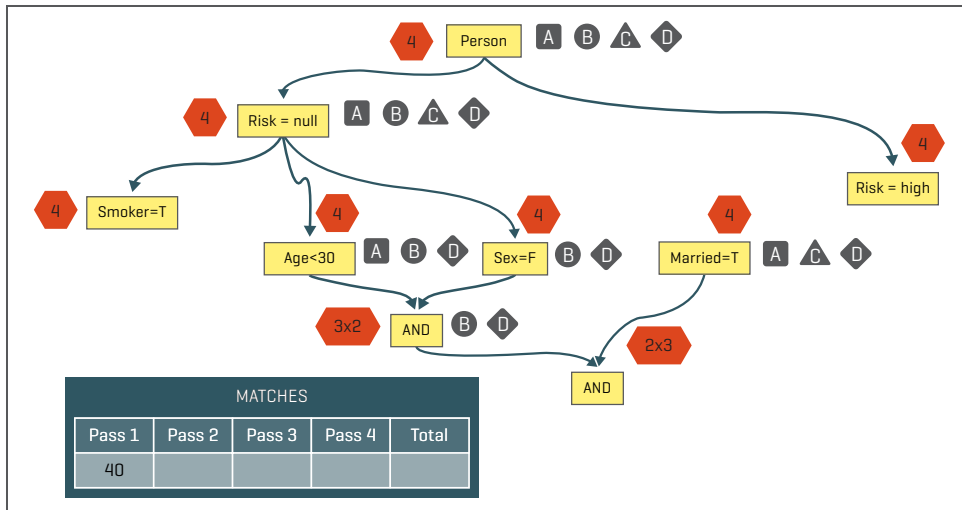 4 Person A B C D
4 Risk = null A B C D
4
Risk = high
4 Smoker=T
4
4
4
Age<30 A B D
Sex=F B D
Married=T A C D
3x2 AND B D
2x3
AND
MATCHES
Pass 1 Pass 2 Pass 3 Pass 4 Total
40